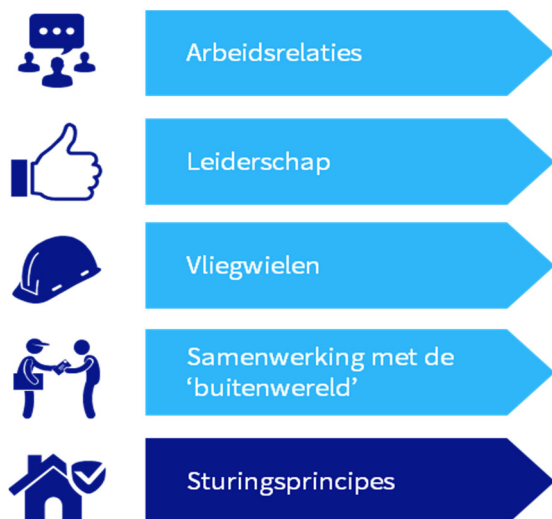 Arbeidsrelaties
Leiderschap
Vliegwielen
Samenwerking met de
‘buitenwereld’
Sturingsprincipes